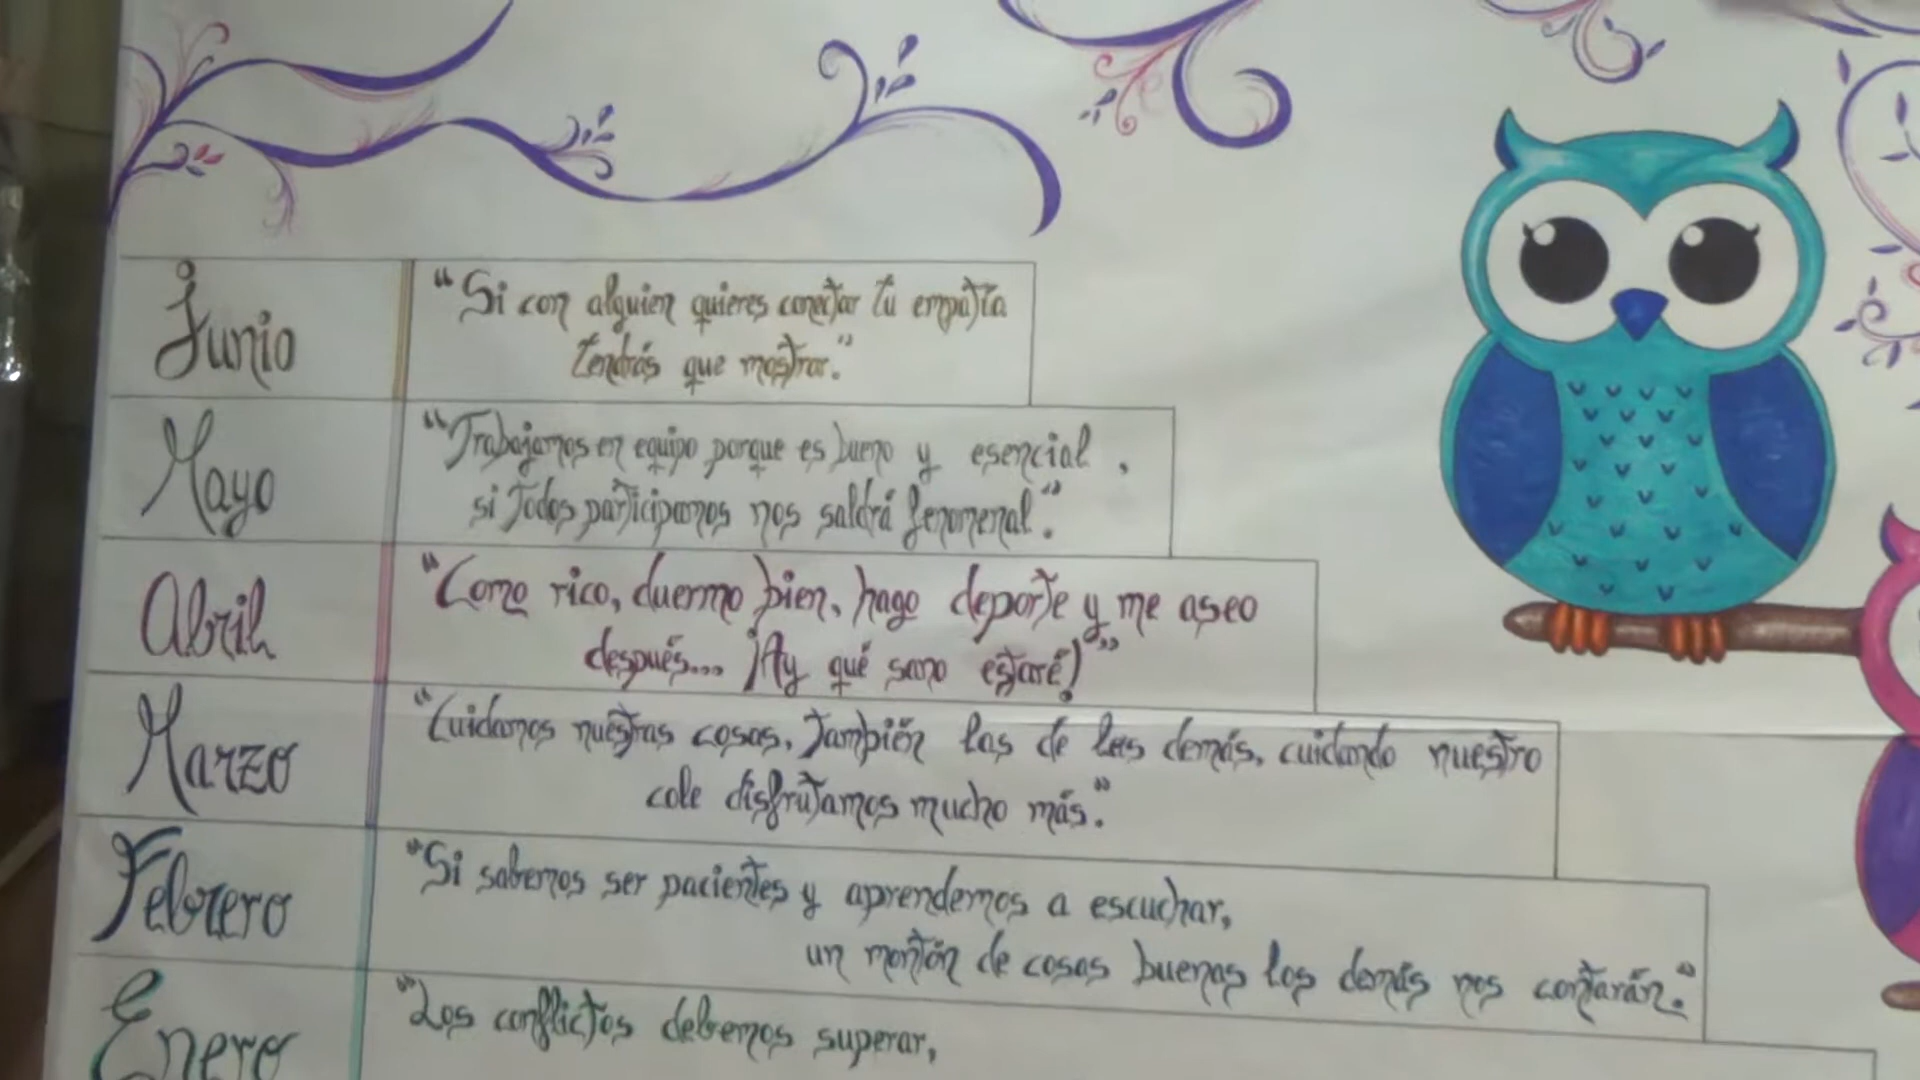 Junio
"Si con alguien quieres conectar tu empatía
tendrás que mostrar."
Mayo
"Trabajamos en equipo porque es bueno y esencial,
si todos participamos nos saldrá fenomenal".
Abril
"Como rico, duermo bien, hago deporte y me aseo
después... ¡Ay qué sano estaré!"
Marzo
"Cuidamos nuestras cosas, también las de los demás, cuidando nuestro
cole disfrutamos mucho más".
Febrero
"Si sabemos ser pacientes y aprendemos a escuchar,
un montón de cosas buenas los demás nos contarán."
Enero
"Los conflictos debemos superar,